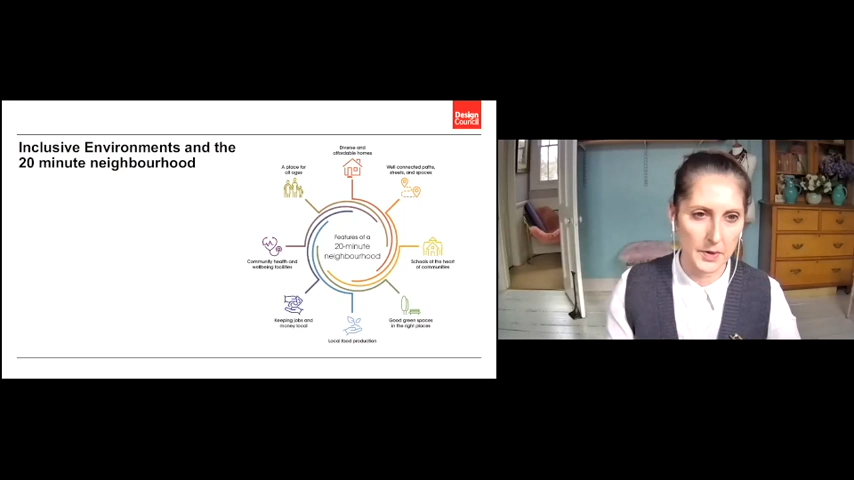 Design
Council
Inclusive Environments and the
20 minute neighbourhood
Diverse and
affordable homes
A place for
all ages
Well connected paths,
streets, and spaces
Features of a
20-minute
neighbourhood
Community health and
wellbeing facilities
Schools at the heart
of communities
Keeping jobs and
money local
Good green spaces
in the right places
Local food production